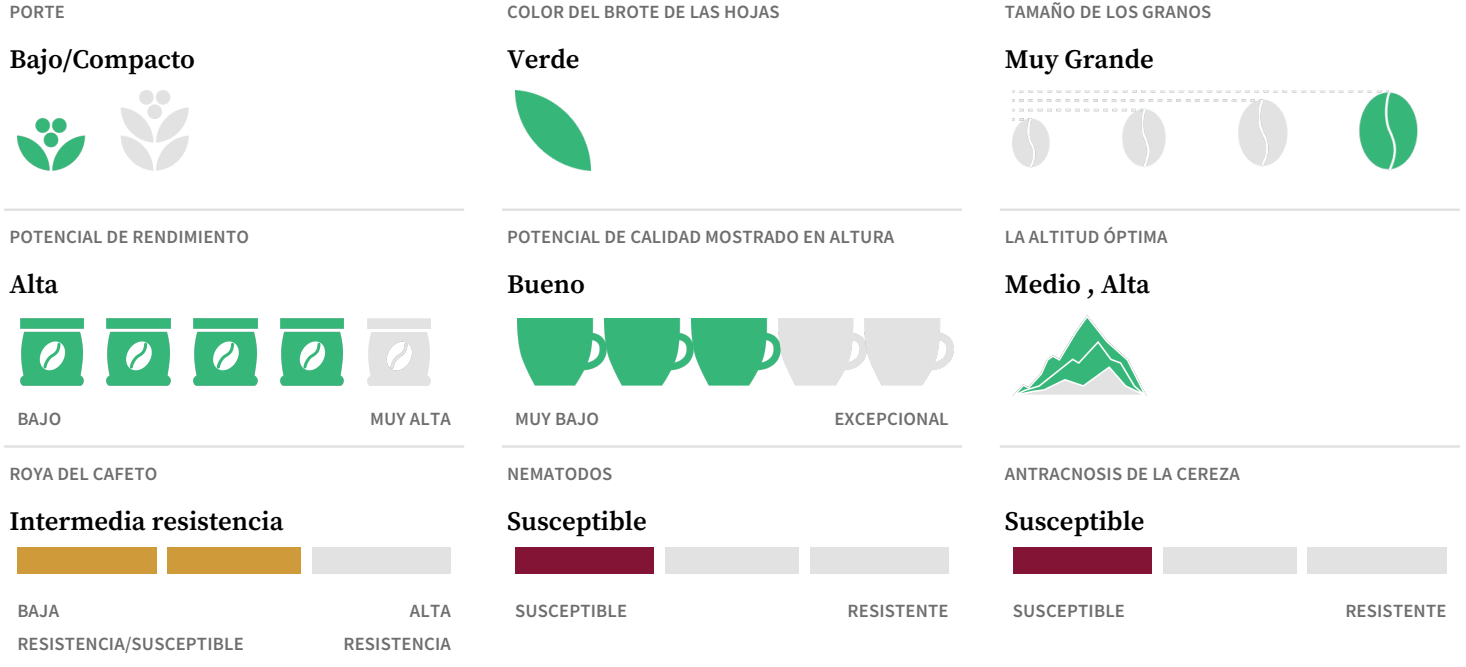 PORTE
Bajo/Compacto
COLOR DEL BROTE DE LAS HOJAS
Verde
TAMAÑO DE LOS GRANOS
Muy Grande
POTENCIAL DE RENDIMIENTO
Alta
BAJO
MUY ALTA
POTENCIAL DE CALIDAD MOSTRADO EN ALTURA
Bueno
MUY BAJO
EXCEPCIONAL
LA ALTITUD ÓPTIMA
Medio , Alta
ROYA DEL CAFETO
Intermedia resistencia
BAJA
RESISTENCIA/SUSCEPTIBLE
ALTA
RESISTENCIA
NEMATODOS
Susceptible
SUSCEPTIBLE
RESISTENTE
ANTRACNOSIS DE LA CEREZA
Susceptible
SUSCEPTIBLE
RESISTENTE